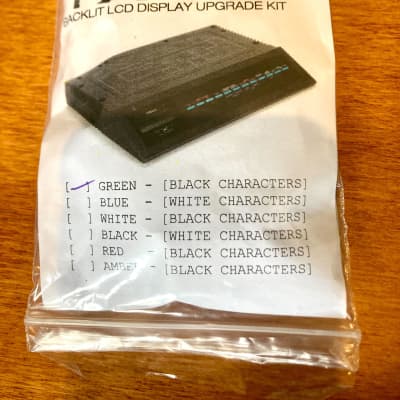 BACKLIT LCD DISPLAY UPGRADE KIT
[✓] GREEN - [BLACK CHARACTERS]
[ ] BLUE - [WHITE CHARACTERS]
[ ] WHITE - [BLACK CHARACTERS]
[ ] BLACK - [WHITE CHARACTERS]
[ ] RED - [BLACK CHARACTERS]
[ ] AMBER - [BLACK CHARACTERS]